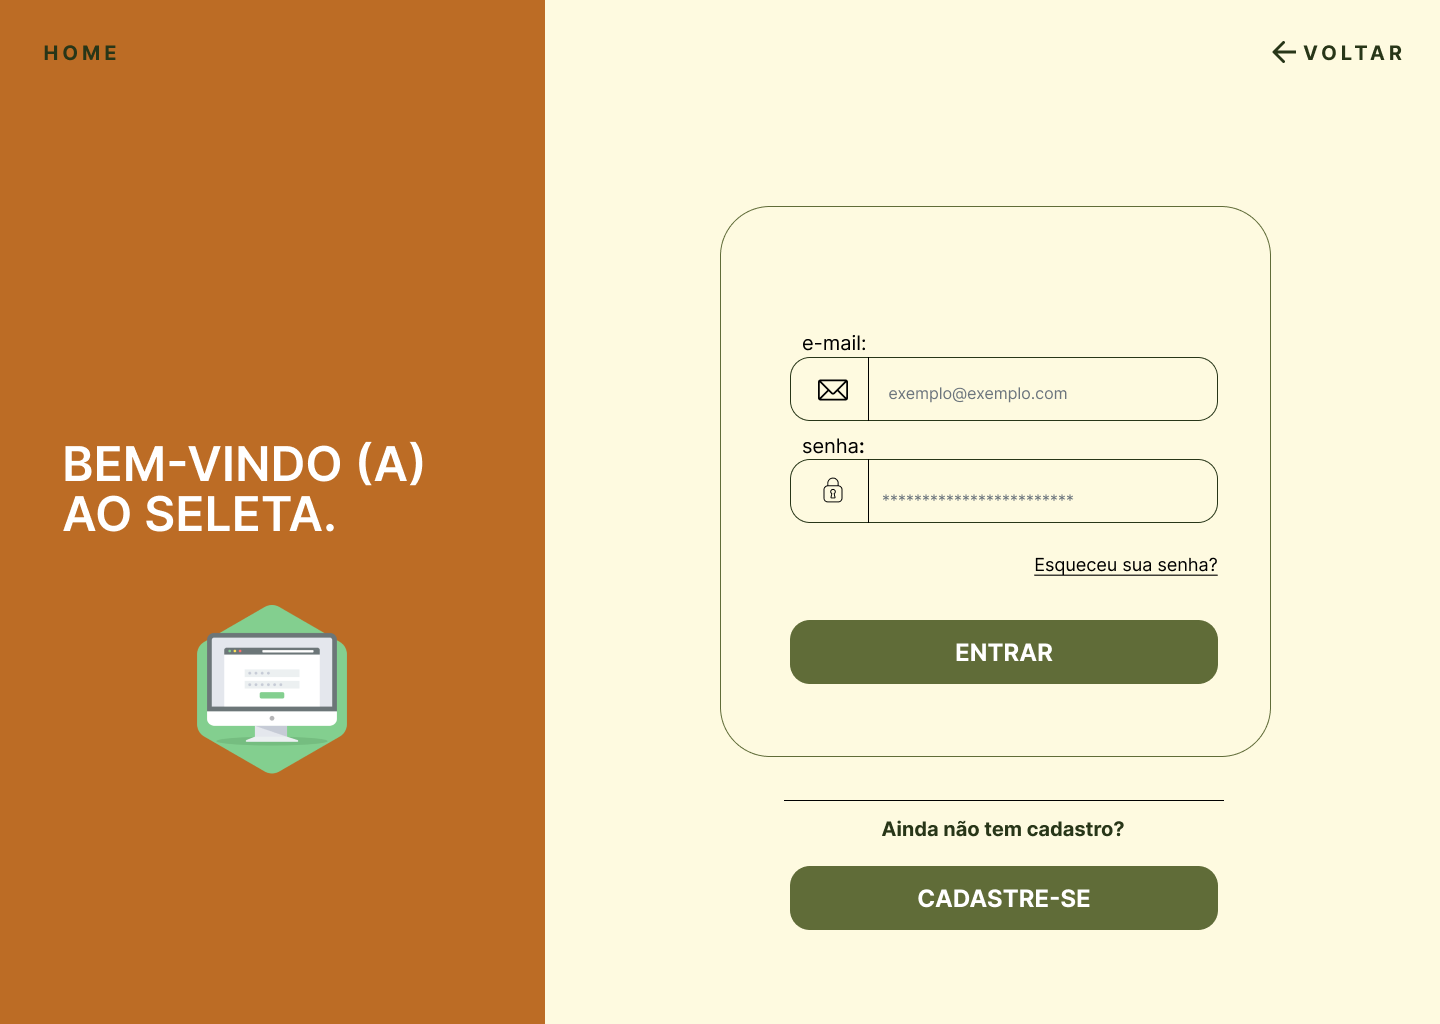 HOME
VOLTAR
BEM-VINDO (A)
AO SELETA.
e-mail:
exemplo@exemplo.com
senha:
************************
Esqueceu sua senha?
ENTRAR
Ainda não tem cadastro?
CADASTRE-SE